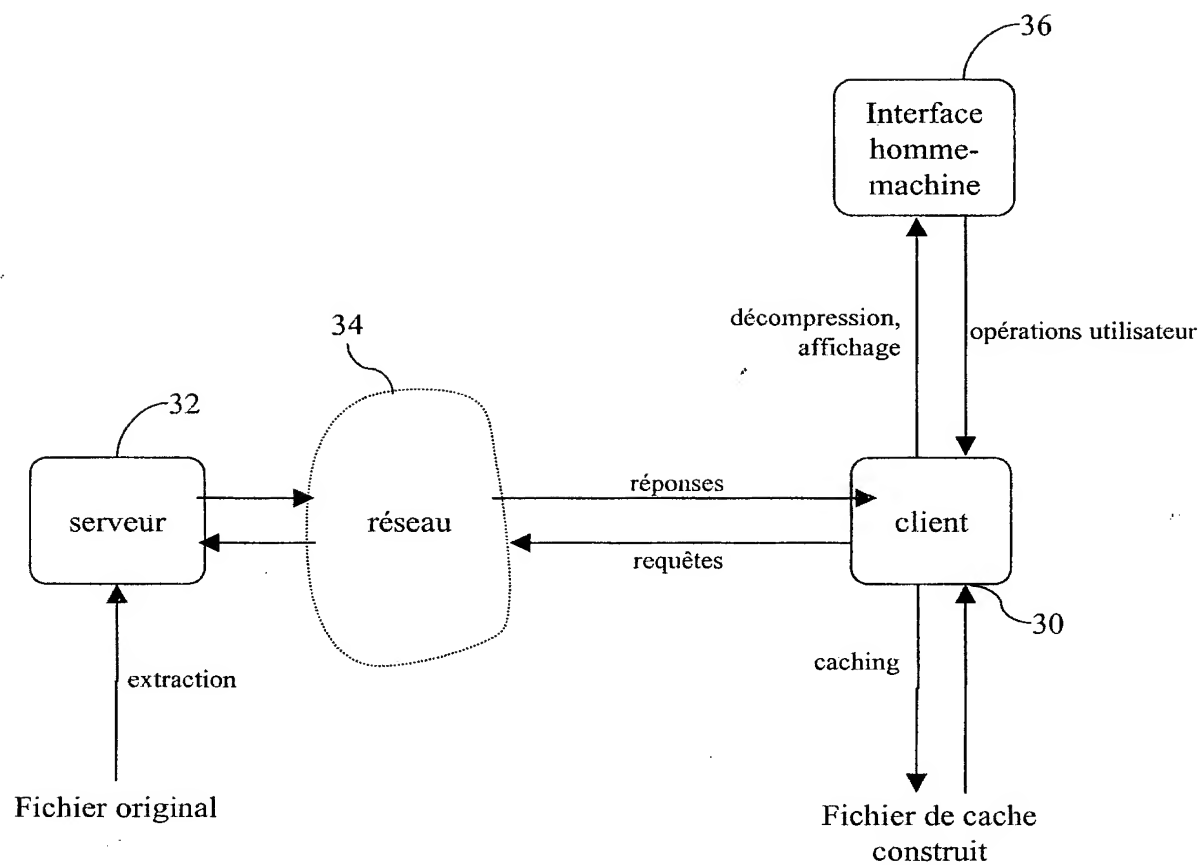 36
Interface
homme-
machine
décompression,
affichage
opérations utilisateur
34
32
serveur
réseau
réponses
requêtes
client
30
extraction
caching
Fichier original
Fichier de cache
construit